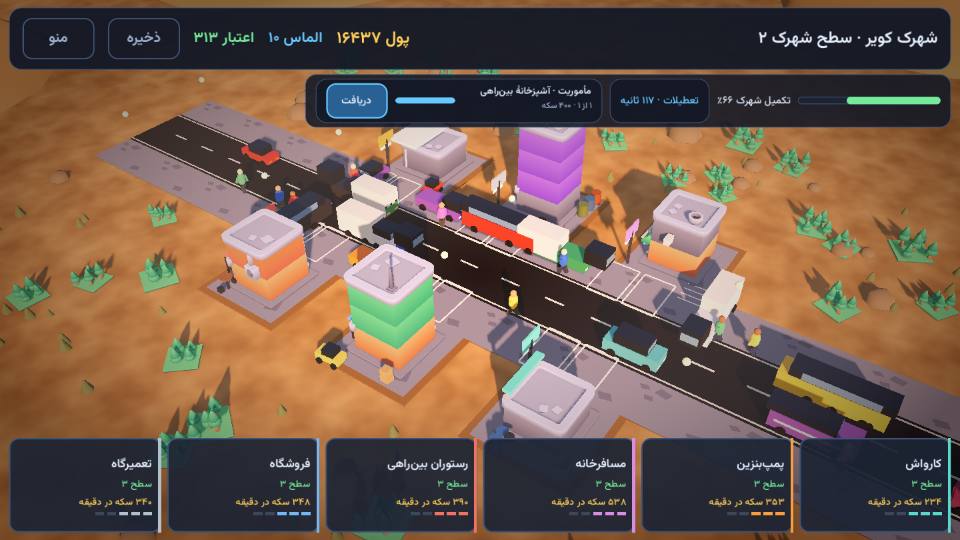 شهرک کویر · سطح شهرک ۲
پول ۱۶۴۳۷
الماس ۱۰
اعتبار ۳۱۳
ذخیره
منو
تکمیل شهرک ۶۶٪
تعطیلات · ۱۱۷ ثانیه
مأموریت · آشپزخانهٔ بین‌راهی
۱ از ۱ · ۴۰۰ سکه
دریافت
کارواش
سطح ۳
۲۳۴ سکه در دقیقه
پمپ‌بنزین
سطح ۳
۳۵۳ سکه در دقیقه
مسافرخانه
سطح ۳
۵۳۸ سکه در دقیقه
رستوران بین‌راهی
سطح ۳
۳۹۰ سکه در دقیقه
فروشگاه
سطح ۳
۳۴۸ سکه در دقیقه
تعمیرگاه
سطح ۳
۳۴۰ سکه در دقیقه